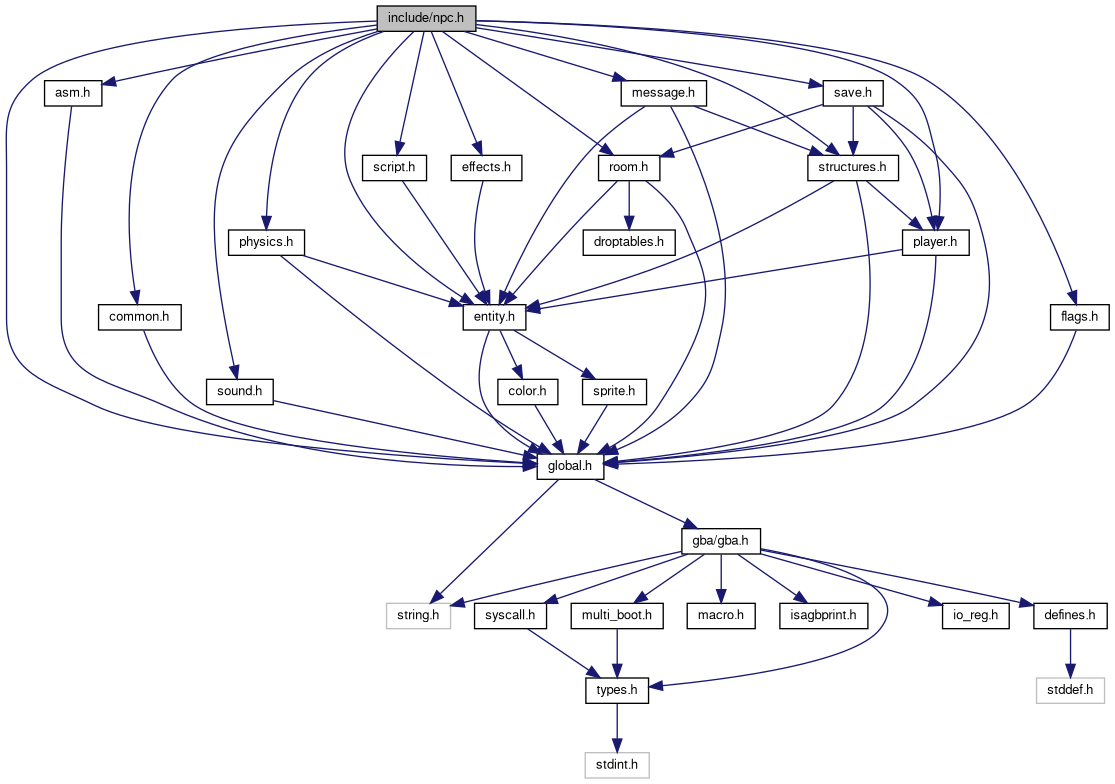 include/npc.h
asm.h
message.h
save.h
script.h
effects.h
room.h
structures.h
physics.h
droptables.h
player.h
common.h
entity.h
flags.h
sound.h
color.h
sprite.h
global.h
gba/gba.h
string.h
syscall.h
multi_boot.h
macro.h
isagbprint.h
io_reg.h
defines.h
types.h
stddef.h
stdint.h